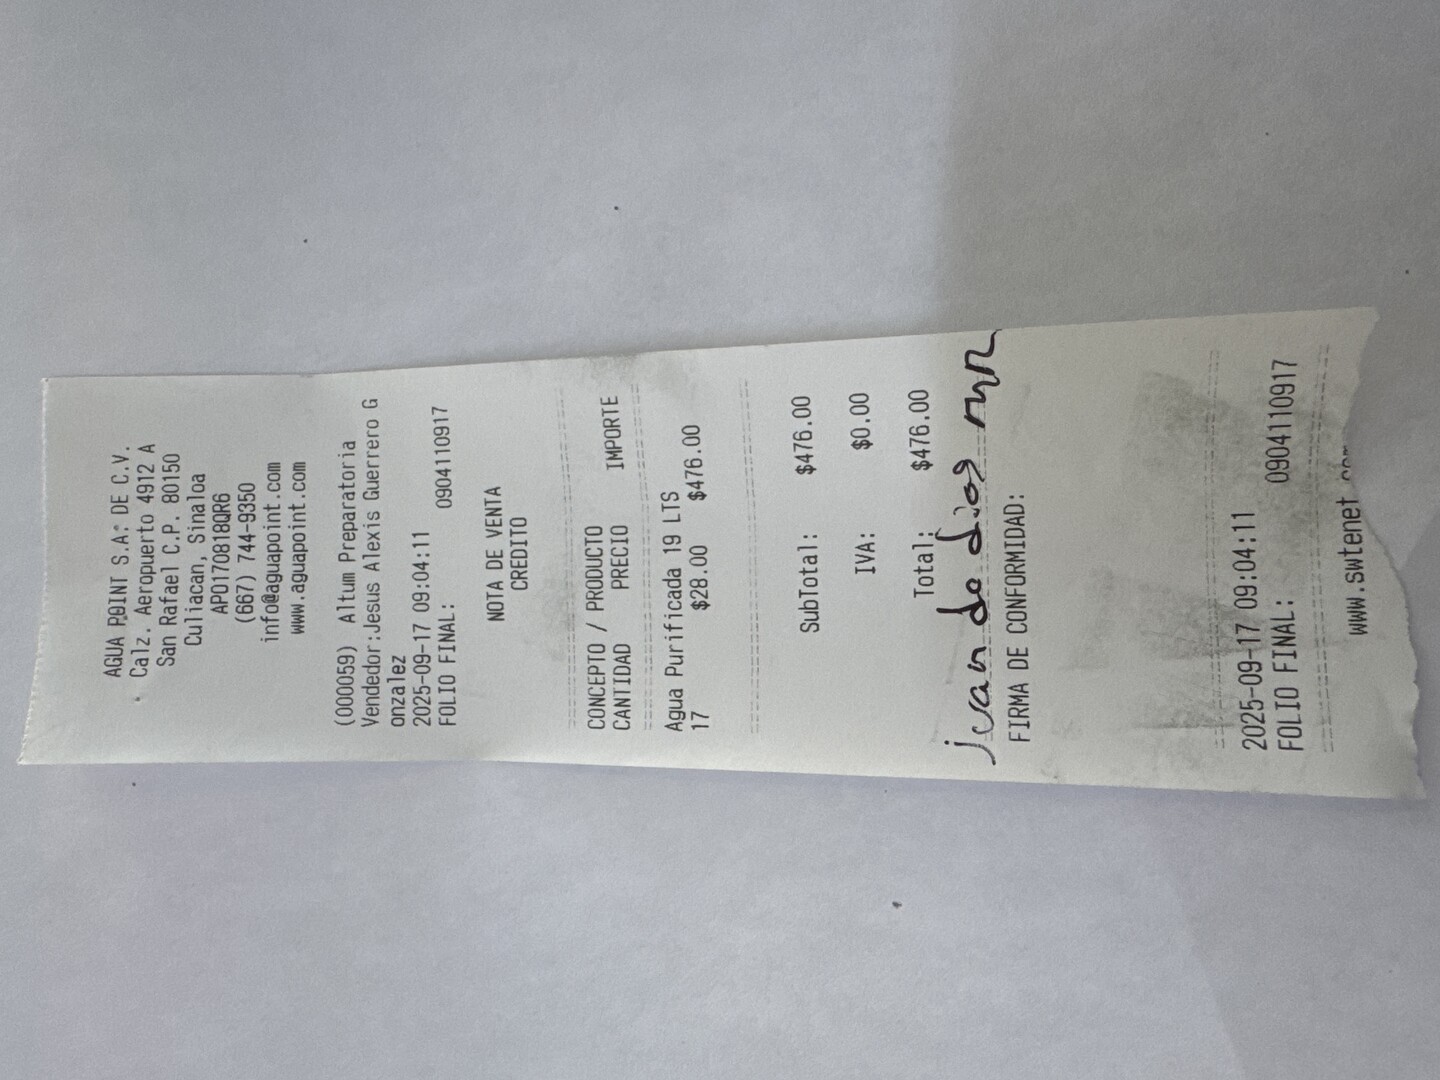 AGUA POINT S.A. DE C.V.
Calz. Aeropuerto 4912 A
San Rafael C.P. 80150
Culiacan, Sinaloa
APO170818QR6
(667) 744-9350
info@aguapoint.com
www.aguapoint.com
(000059) Altum Preparatoria
Vendedor:Jesus Alexis Guerrero G
onzalez
2025-09-17 09:04:11
FOLIO FINAL: 0904110917
NOTA DE VENTA
CREDITO
CONCEPTO / PRODUCTO
CANTIDAD PRECIO IMPORTE
Agua Purificada 19 LTS
17 $28.00 $476.00
SubTotal: $476.00
IVA: $0.00
Total: $476.00
juan de dios
FIRMA DE CONFORMIDAD:
2025-09-17 09:04:11
FOLIO FINAL: 0904110917
www.swtenet